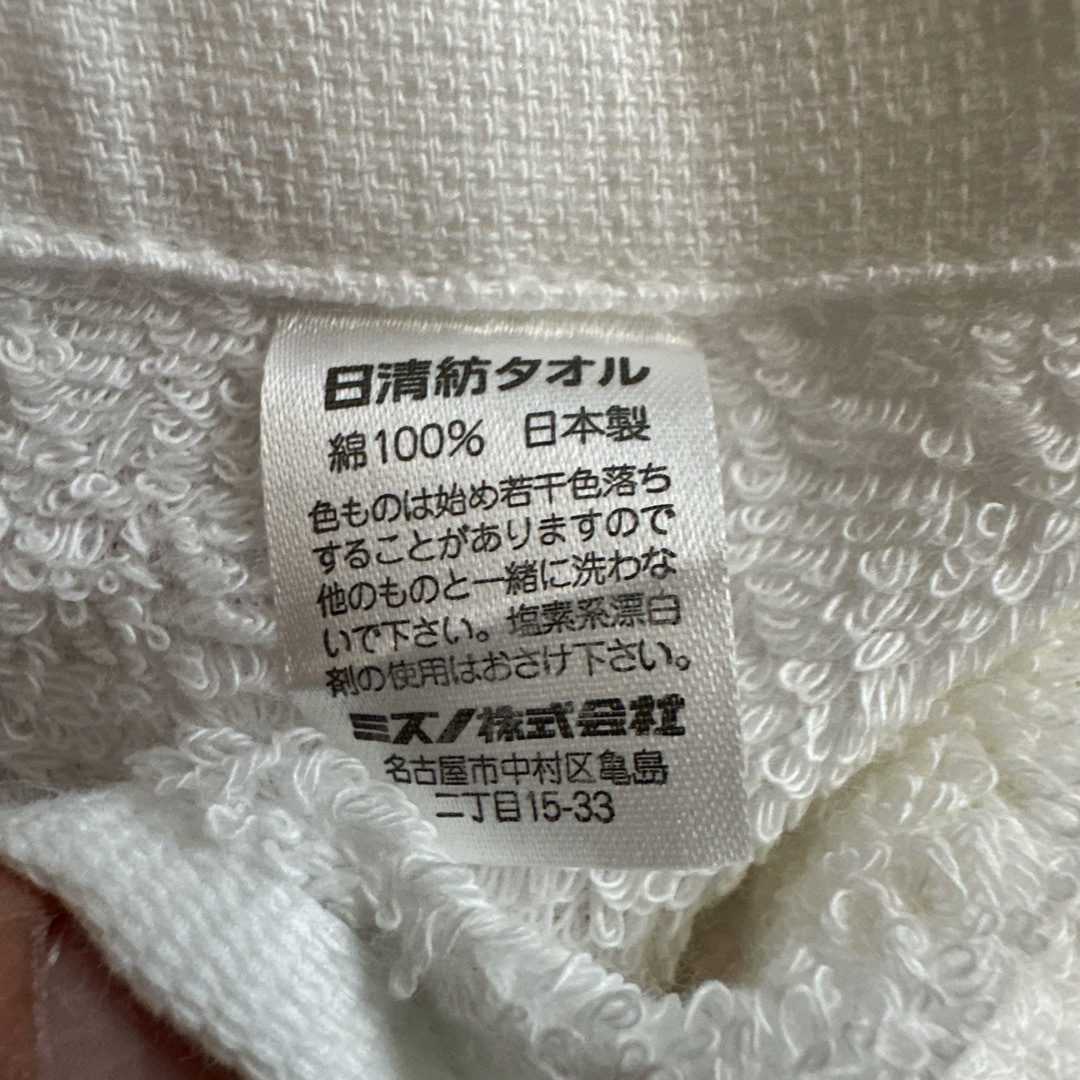 日清紡タオル
綿100% 日本製
色ものは始め若干色落ち
することがありますので
他のものと一緒に洗わな
いで下さい。塩素系漂白
剤の使用はおさけ下さい。
ミスノ株式会社
名古屋市中村区亀島
二丁目15-33